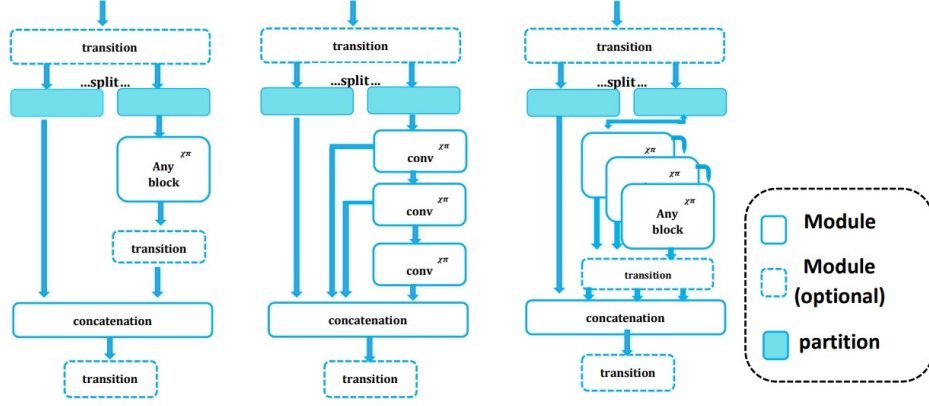 transition
...split...
Any χπ
block
transition
concatenation
transition
transition
...split...
conv χπ
conv χπ
conv χπ
concatenation
transition
transition
...split...
χπ
χπ
χπ
Any
block
transition
concatenation
transition
Module
Module
(optional)
partition